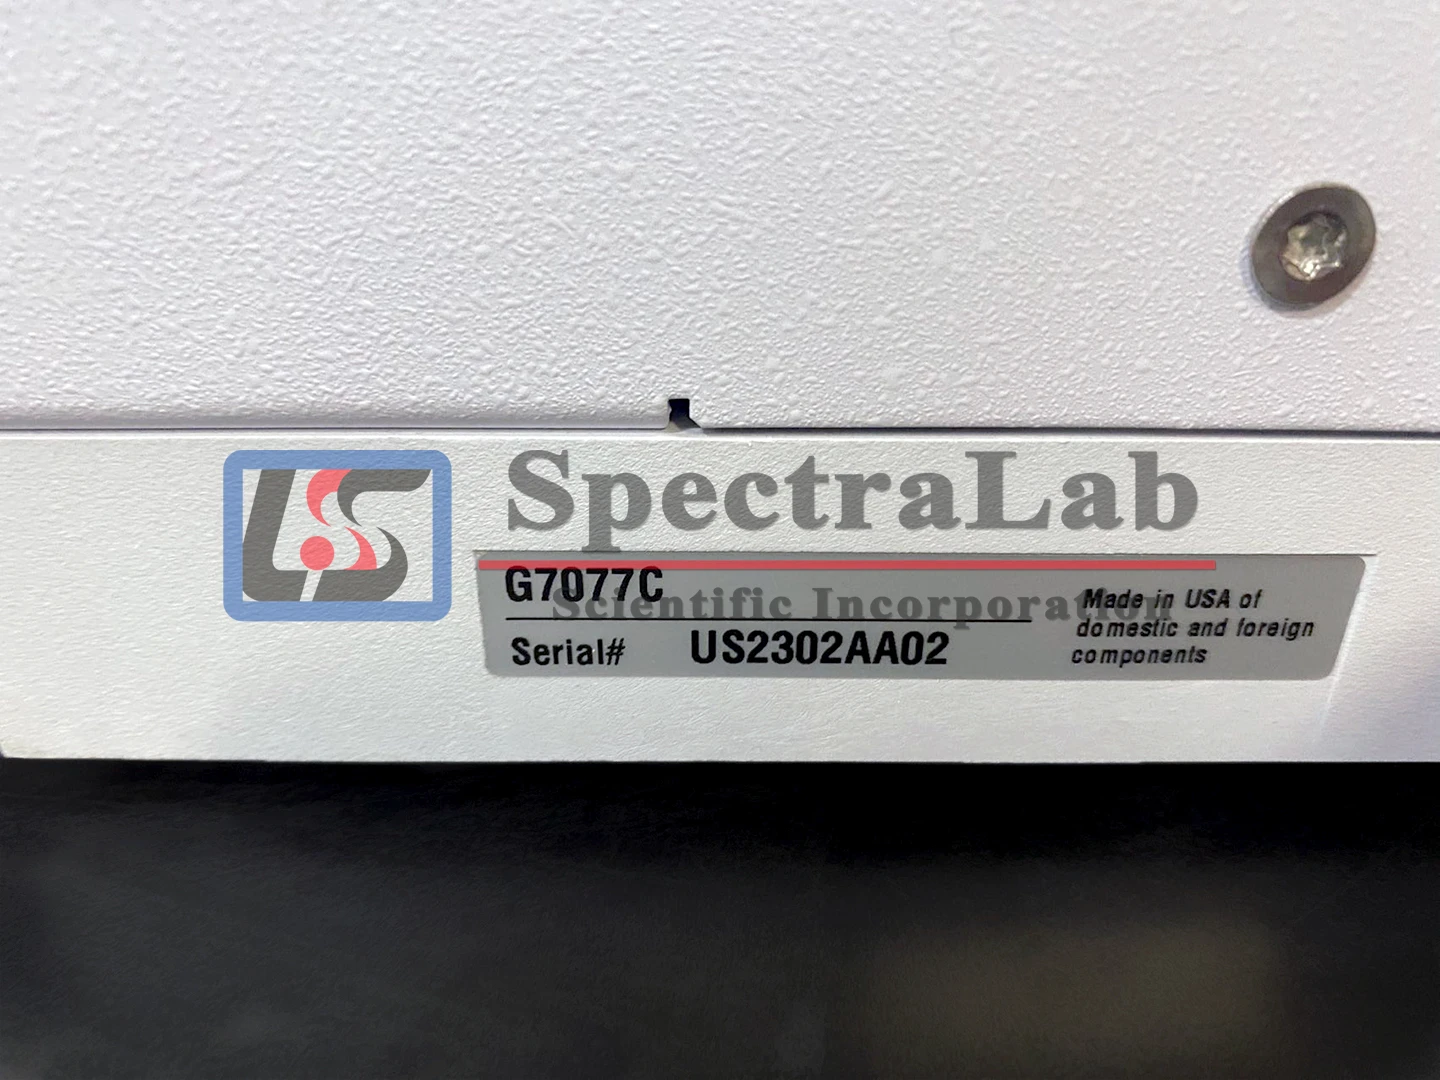 SpectraLab
Scientific Incorporation
G7077C
Serial# US2302AA02
Made in USA of
domestic and foreign
components